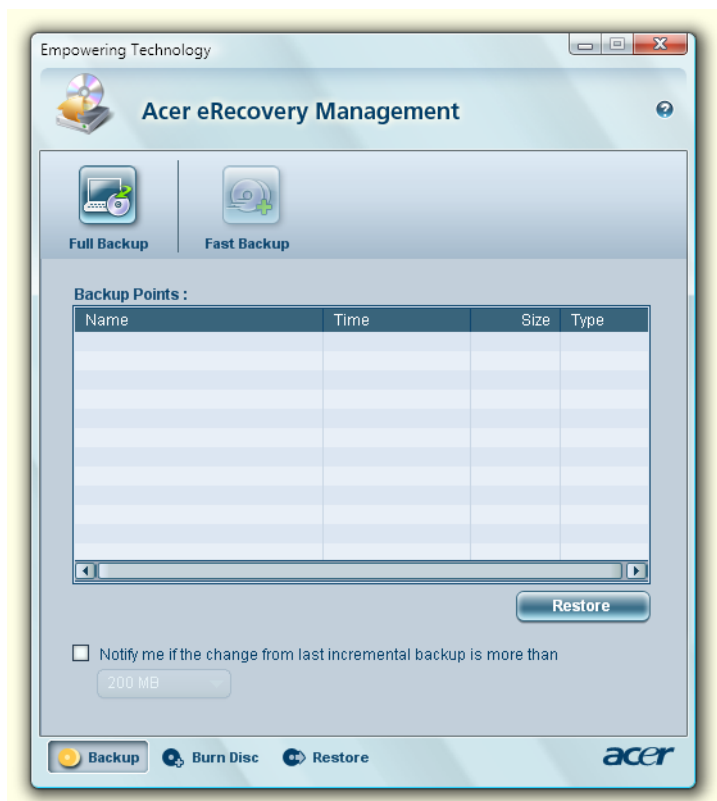 Empowering Technology
Acer eRecovery Management
Full Backup
Fast Backup
Backup Points :
Name Time Size Type
Restore
Notify me if the change from last incremental backup is more than
200 MB
Backup Burn Disc Restore acer